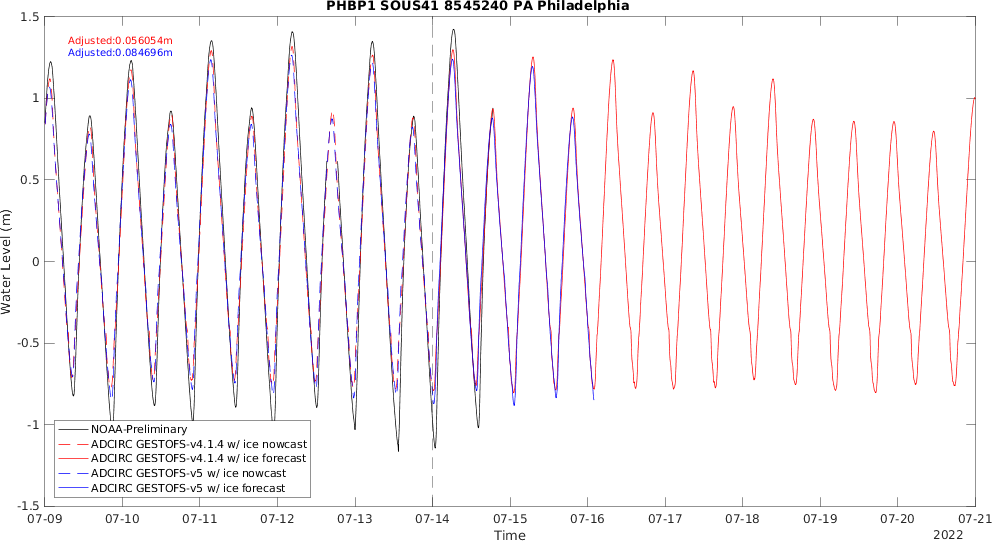 PHBP1 SOUS41 8545240 PA Philadelphia
Adjusted:0.056054m
Adjusted:0.084696m
1.5
1
0.5
0
-0.5
-1
-1.5
Water Level (m)
NOAA-Preliminary
ADCIRC GESTOFS-v4.1.4 w/ ice nowcast
ADCIRC GESTOFS-v4.1.4 w/ ice forecast
ADCIRC GESTOFS-v5 w/ ice nowcast
ADCIRC GESTOFS-v5 w/ ice forecast
07-09 07-10 07-11 07-12 07-13 07-14 07-15 07-16 07-17 07-18 07-19 07-20 07-21
Time
2022